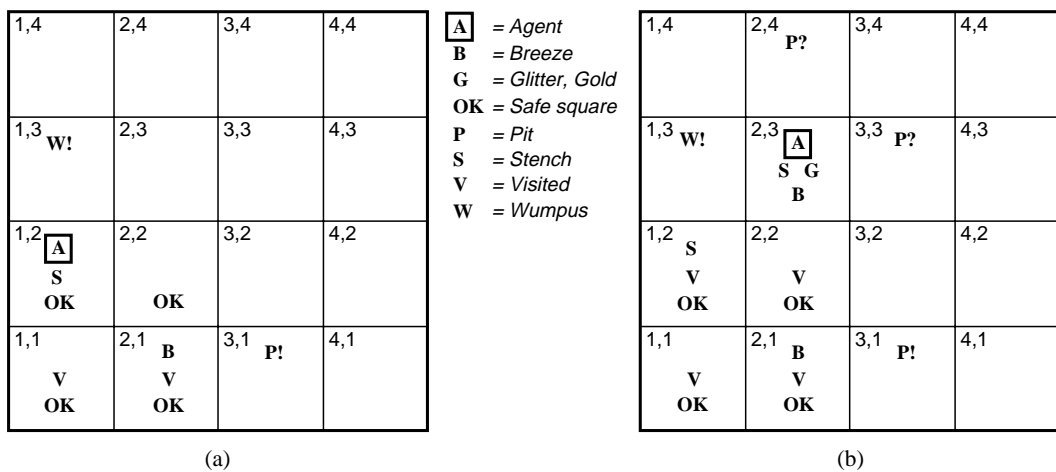 1,4 2,4 3,4 4,4
1,3 W! 2,3 3,3 4,3
1,2 A 2,2 3,2 4,2
S
OK OK
1,1 2,1 B 3,1 P! 4,1
V V
OK OK
(a)
A = Agent
B = Breeze
G = Glitter, Gold
OK = Safe square
P = Pit
S = Stench
V = Visited
W = Wumpus
1,4 2,4 P? 3,4 4,4
1,3 W! 2,3 A 3,3 P? 4,3
S G
B
1,2 S 2,2 3,2 4,2
V V
OK OK
1,1 2,1 B 3,1 P! 4,1
V V
OK OK
(b)